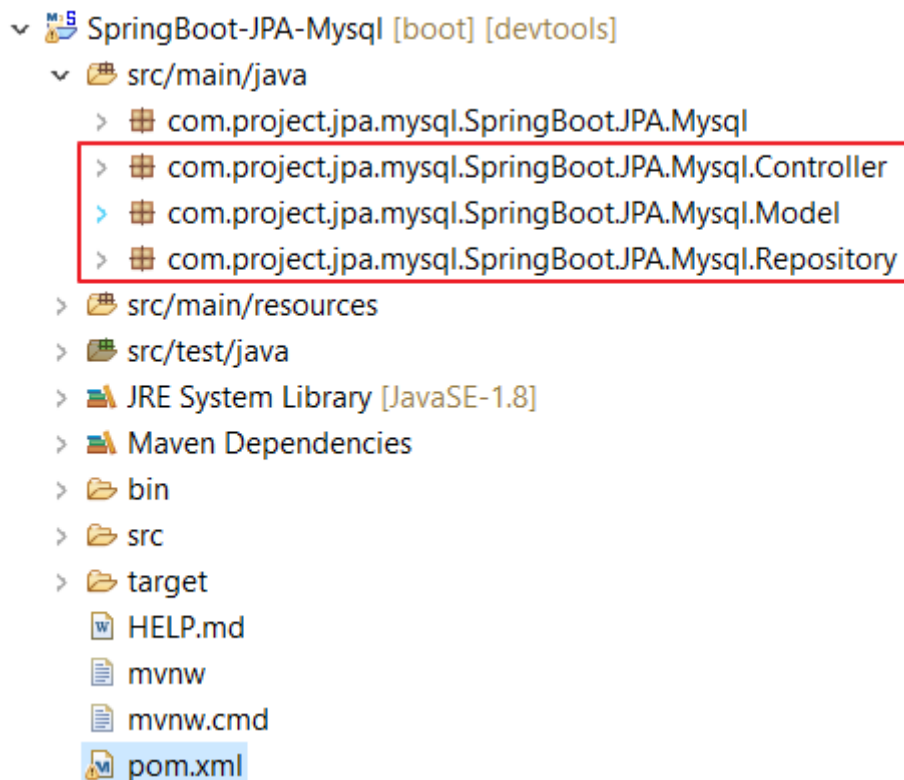 SpringBoot-JPA-Mysql [boot] [devtools]
src/main/java
com.project.jpa.mysql.SpringBoot.JPA.Mysql
com.project.jpa.mysql.SpringBoot.JPA.Mysql.Controller
com.project.jpa.mysql.SpringBoot.JPA.Mysql.Model
com.project.jpa.mysql.SpringBoot.JPA.Mysql.Repository
src/main/resources
src/test/java
JRE System Library [JavaSE-1.8]
Maven Dependencies
bin
src
target
HELP.md
mvnw
mvnw.cmd
pom.xml